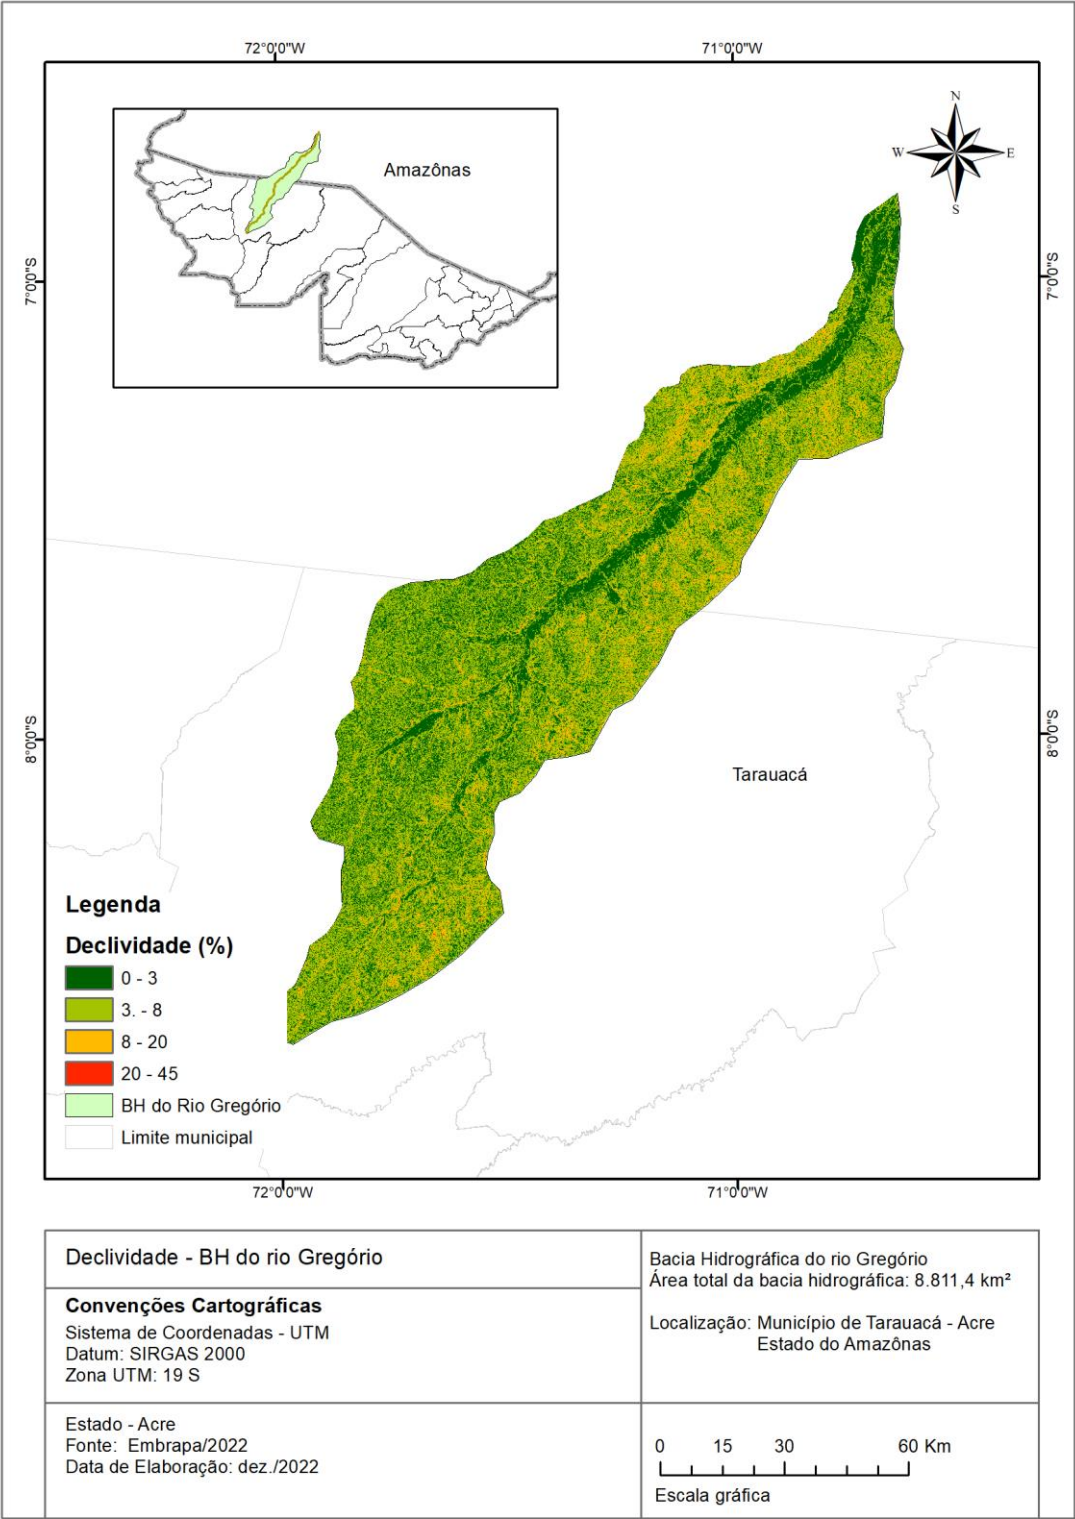 72°0'0"W
71°0'0"W
N
W
E
S
Amazônas
7°0'0"S
7°0'0"S
8°0'0"S
8°0'0"S
Tarauacá
Legenda
Declividade (%)
0 - 3
3. - 8
8 - 20
20 - 45
BH do Rio Gregório
Limite municipal
72°0'0"W
71°0'0"W
Declividade - BH do rio Gregório
Convenções Cartográficas
Sistema de Coordenadas - UTM
Datum: SIRGAS 2000
Zona UTM: 19 S
Estado - Acre
Fonte: Embrapa/2022
Data de Elaboração: dez./2022
Bacia Hidrográfica do rio Gregório
Área total da bacia hidrográfica: 8.811,4 km²
Localização: Município de Tarauacá - Acre
Estado do Amazônas
0 15 30 60 Km
Escala gráfica